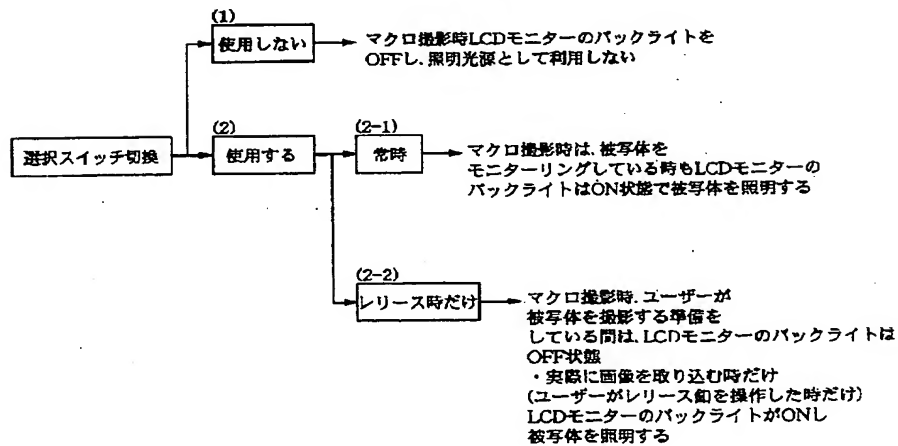 (1)
使用しない
マクロ撮影時LCDモニターのバックライトを
OFFし、照明光源として利用しない
選択スイッチ切換
(2)
使用する
(2-1)
常時
マクロ撮影時は、被写体を
モニターリングしている時もLCDモニターの
バックライトはON状態で被写体を照明する
(2-2)
レリース時だけ
マクロ撮影時、ユーザーが
被写体を撮影する準備を
している間は、LCDモニターのバックライトは
OFF状態
・実際に画像を取り込む時だけ
(ユーザーがレリース釦を操作した時だけ)
LCDモニターのバックライトがONし
被写体を照明する